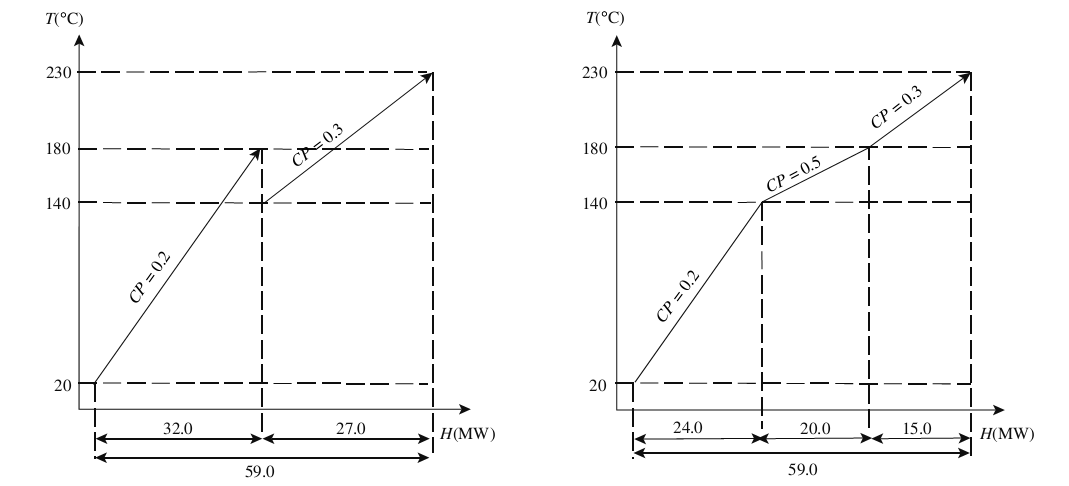 T(°C)
230
180
140
20
CP = 0.2
CP = 0.3
32.0
27.0
H(MW)
59.0
T(°C)
230
180
140
20
CP = 0.2
CP = 0.5
CP = 0.3
24.0
20.0
15.0
H(MW)
59.0